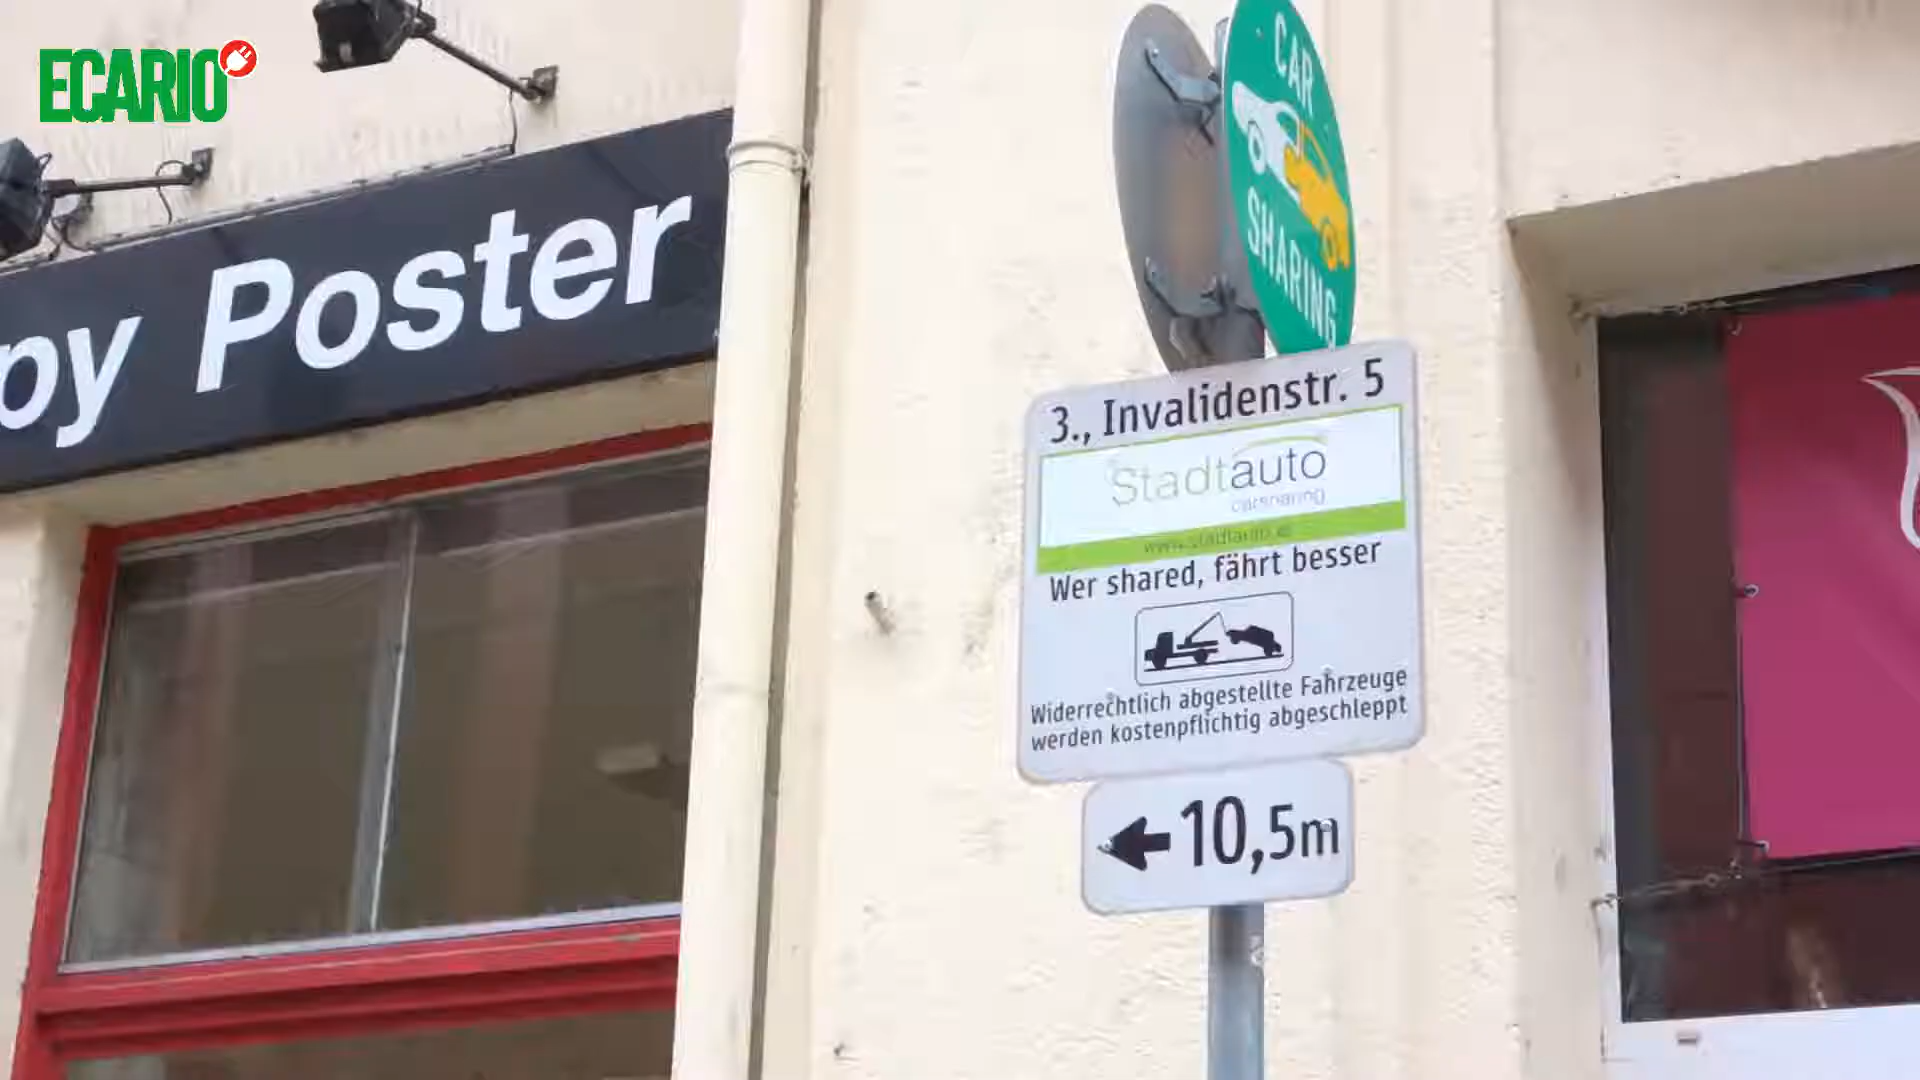 ECARIO
py Poster
CAR
SHARING
3., Invalidenstr. 5
Stadtauto
carsharing
www.stadtauto.at
Wer shared, fährt besser
Widerrechtlich abgestellte Fahrzeuge
werden kostenpflichtig abgeschleppt
10,5m